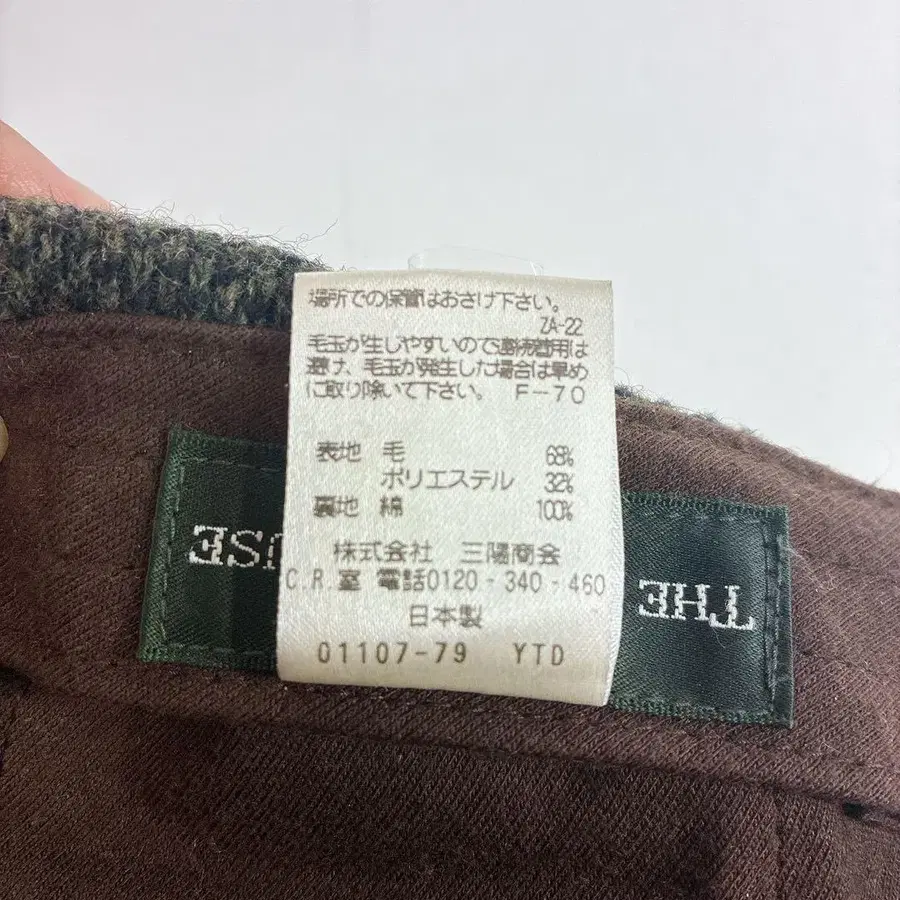 場所での保管はおさけ下さい。
ZA-22
毛玉が生しやすいので連続着用は
避け、毛玉が発生した場合は早め
に取り除いて下さい。 F-70
表地 毛 68%
ポリエステル 32%
裏地 綿 100%
株式会社 三陽商会
C.R.室 電話0120-340-460
日本製
01107-79 YTD
THE